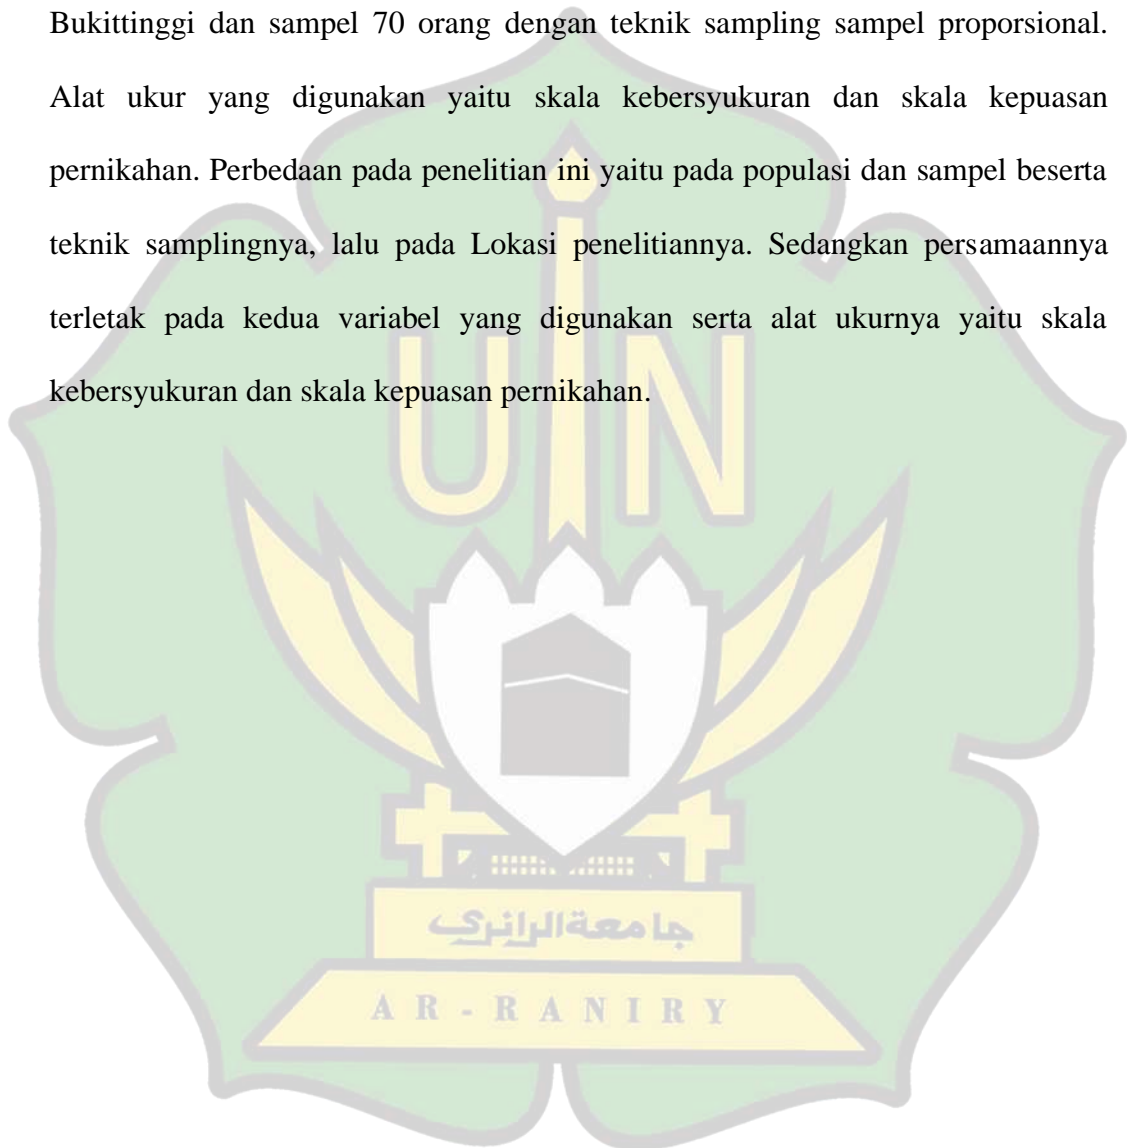 Bukittinggi dan sampel 70 orang dengan teknik sampling sampel proporsional.
Alat ukur yang digunakan yaitu skala kebersyukuran dan skala kepuasan
pernikahan. Perbedaan pada penelitian ini yaitu pada populasi dan sampel beserta
teknik samplingnya, lalu pada Lokasi penelitiannya. Sedangkan persamaannya
terletak pada kedua variabel yang digunakan serta alat ukurnya yaitu skala
kebersyukuran dan skala kepuasan pernikahan.
UIN
جامعةالرانري
AR-RANIRY